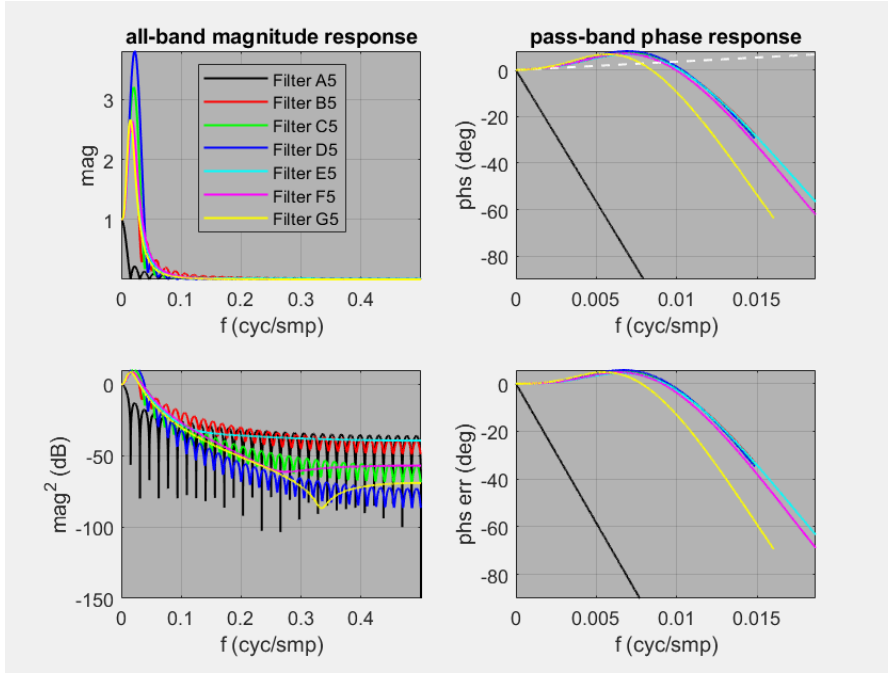 all-band magnitude response
3
2
1
mag
0
0.1
0.2
0.3
0.4
f (cyc/smp)
Filter A5
Filter B5
Filter C5
Filter D5
Filter E5
Filter F5
Filter G5
pass-band phase response
0
-20
-40
-60
-80
phs (deg)
0
0.005
0.01
0.015
f (cyc/smp)
0
-50
-100
-150
mag² (dB)
0
0.1
0.2
0.3
0.4
f (cyc/smp)
0
-20
-40
-60
-80
phs err (deg)
0
0.005
0.01
0.015
f (cyc/smp)